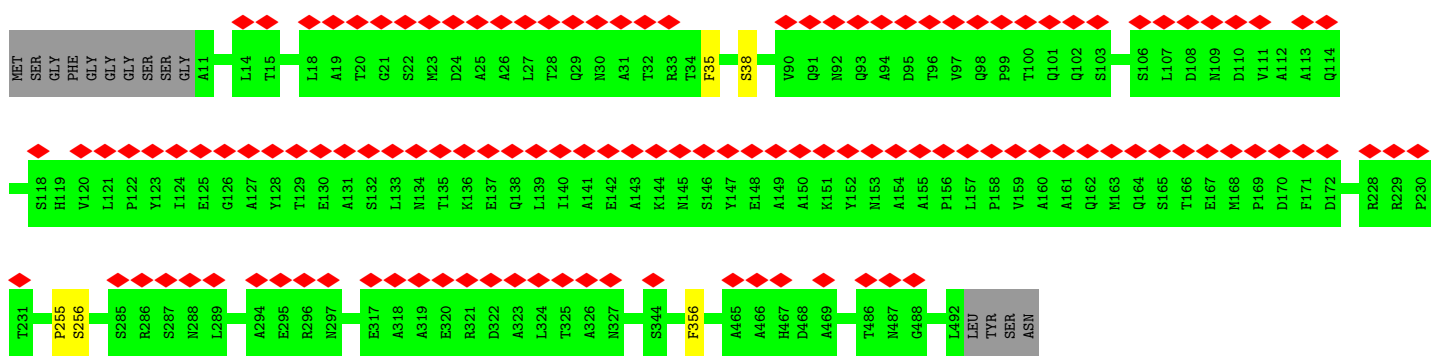 MET SER GLY PHE GLY GLY GLY SER SER GLY A11 L14 T15 L18 A19 T20 G21 S22 M23 D24 A25 A26 L27 T28 Q29 N30 A31 T32 R33 T34 F35 S38 V90 Q91 N92 Q93 A94 D95 T96 V97 Q98 P99 T100 Q101 Q102 S103 S106 L107 D108 N109 D110 V111 A112 A113 Q114
S118 H119 V120 L121 P122 Y123 I124 E125 G126 A127 Y128 T129 E130 A131 S132 L133 N134 T135 K136 E137 Q138 L139 I140 A141 E142 A143 K144 N145 S146 Y147 E148 A149 A150 K151 Y152 N153 A154 A155 P156 L157 P158 V159 A160 A161 Q162 M163 Q164 S165 T166 E167 M168 P169 D170 F171 D172 R228 R229 P230
T231 P255 S256 S285 R286 S287 N288 L289 A294 E295 R296 N297 E317 A318 A319 E320 R321 D322 A323 L324 T325 A326 N327 S344 F356 A465 A466 H467 D468 A469 T486 N487 G488 L492 LEU TYR SER ASN